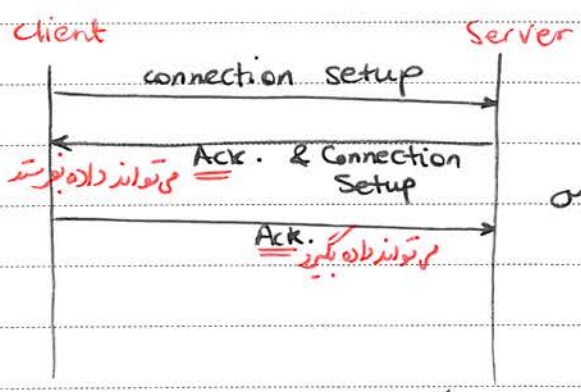 Client
Server
connection setup
Ack. & Connection
Setup
می تواند داده بفرستد
Ack.
می تواند داده بگیرد